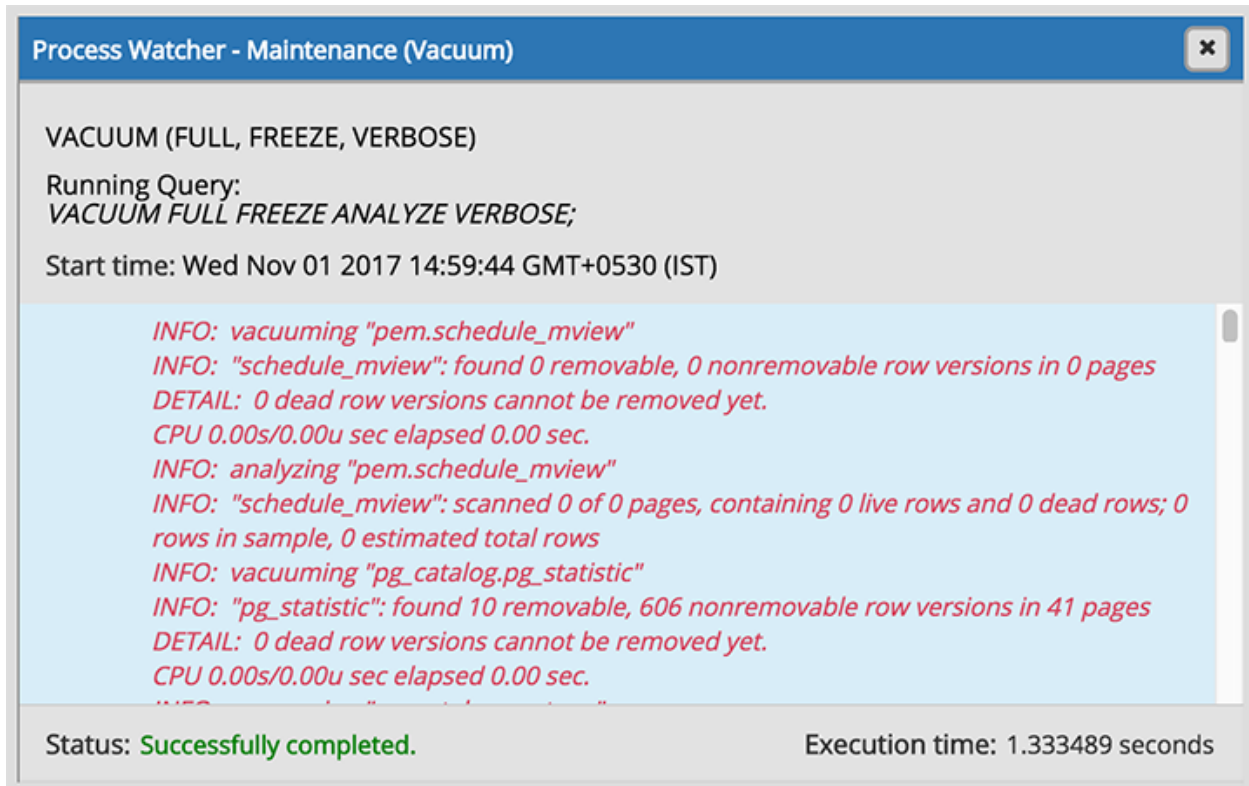 Process Watcher - Maintenance (Vacuum)
VACUUM (FULL, FREEZE, VERBOSE)
Running Query:
VACUUM FULL FREEZE ANALYZE VERBOSE;
Start time: Wed Nov 01 2017 14:59:44 GMT+0530 (IST)
INFO:  vacuuming "pem.schedule_mview"
INFO:  "schedule_mview": found 0 removable, 0 nonremovable row versions in 0 pages
DETAIL:  0 dead row versions cannot be removed yet.
CPU 0.00s/0.00u sec elapsed 0.00 sec.
INFO:  analyzing "pem.schedule_mview"
INFO:  "schedule_mview": scanned 0 of 0 pages, containing 0 live rows and 0 dead rows; 0
rows in sample, 0 estimated total rows
INFO:  vacuuming "pg_catalog.pg_statistic"
INFO:  "pg_statistic": found 10 removable, 606 nonremovable row versions in 41 pages
DETAIL:  0 dead row versions cannot be removed yet.
CPU 0.00s/0.00u sec elapsed 0.00 sec.
Status: Successfully completed.
Execution time: 1.333489 seconds